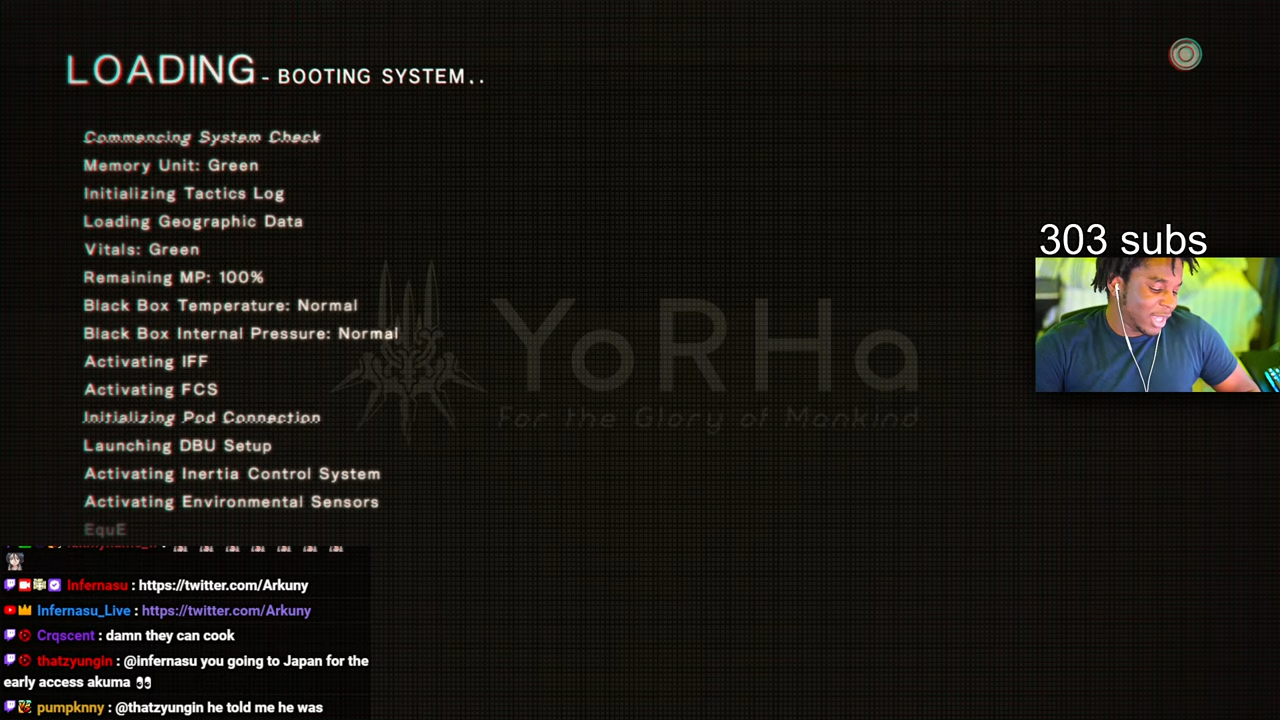 LOADING - BOOTING SYSTEM..
Commencing System Check
Memory Unit: Green
Initializing Tactics Log
Loading Geographic Data
Vitals: Green
Remaining MP: 100%
Black Box Temperature: Normal
Black Box Internal Pressure: Normal
Activating IFF
Activating FCS
Initializing Pod Connection
Launching DBU Setup
Activating Inertia Control System
Activating Environmental Sensors
EquE
YoRHa
For the Glory of Mankind
303 subs
Infernasu : https://twitter.com/Arkuny
Infernasu_Live : https://twitter.com/Arkuny
Crqscent : damn they can cook
thatzyungin : @infernasu you going to Japan for the
early access akuma 👀
pumpknny : @thatzyungin he told me he was